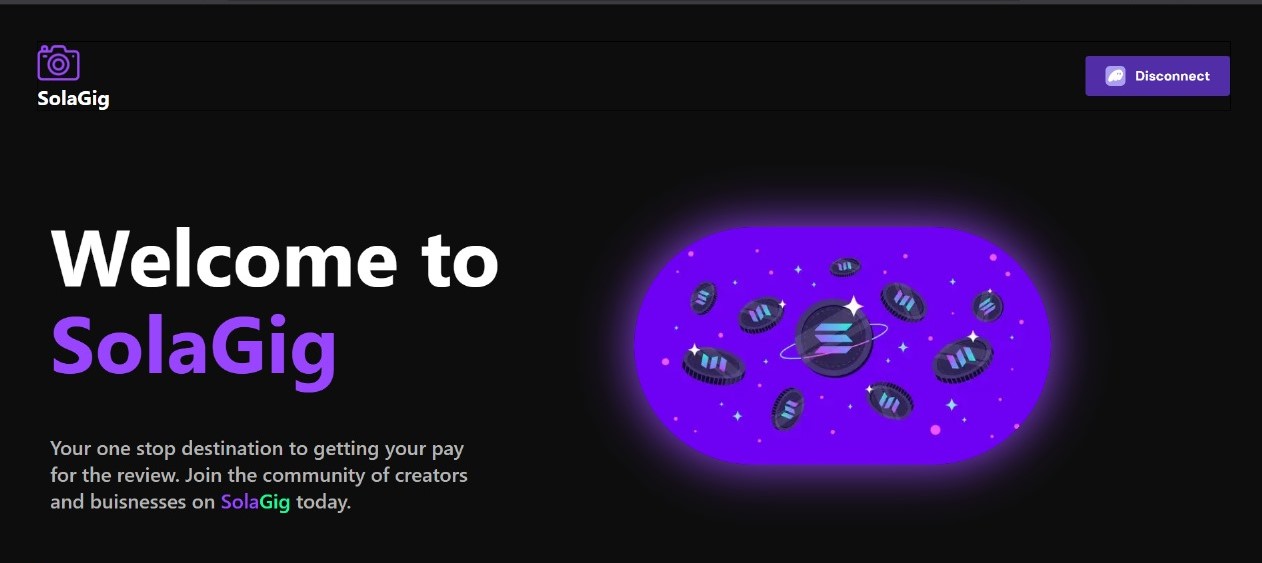 SolaGig
Disconnect
Welcome to
SolaGig
Your one stop destination to getting your pay
for the review. Join the community of creators
and buisnesses on SolaGig today.